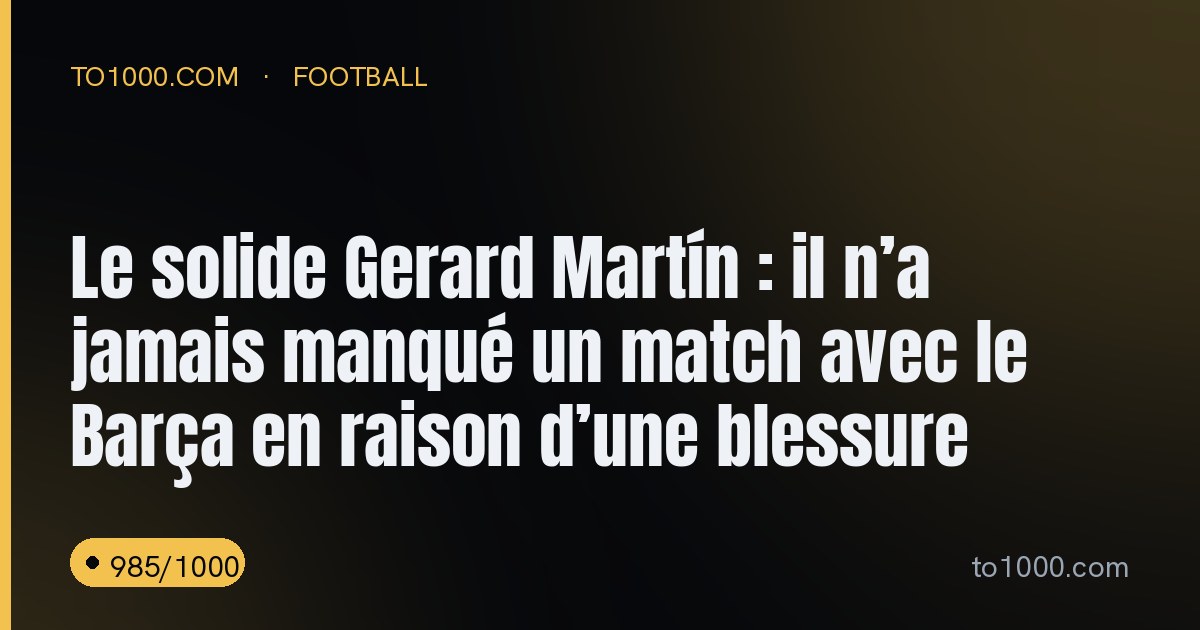 TO1000.COM · FOOTBALL
Le solide Gerard Martín : il n’a
jamais manqué un match avec le
Barça en raison d’une blessure
985/1000
to1000.com